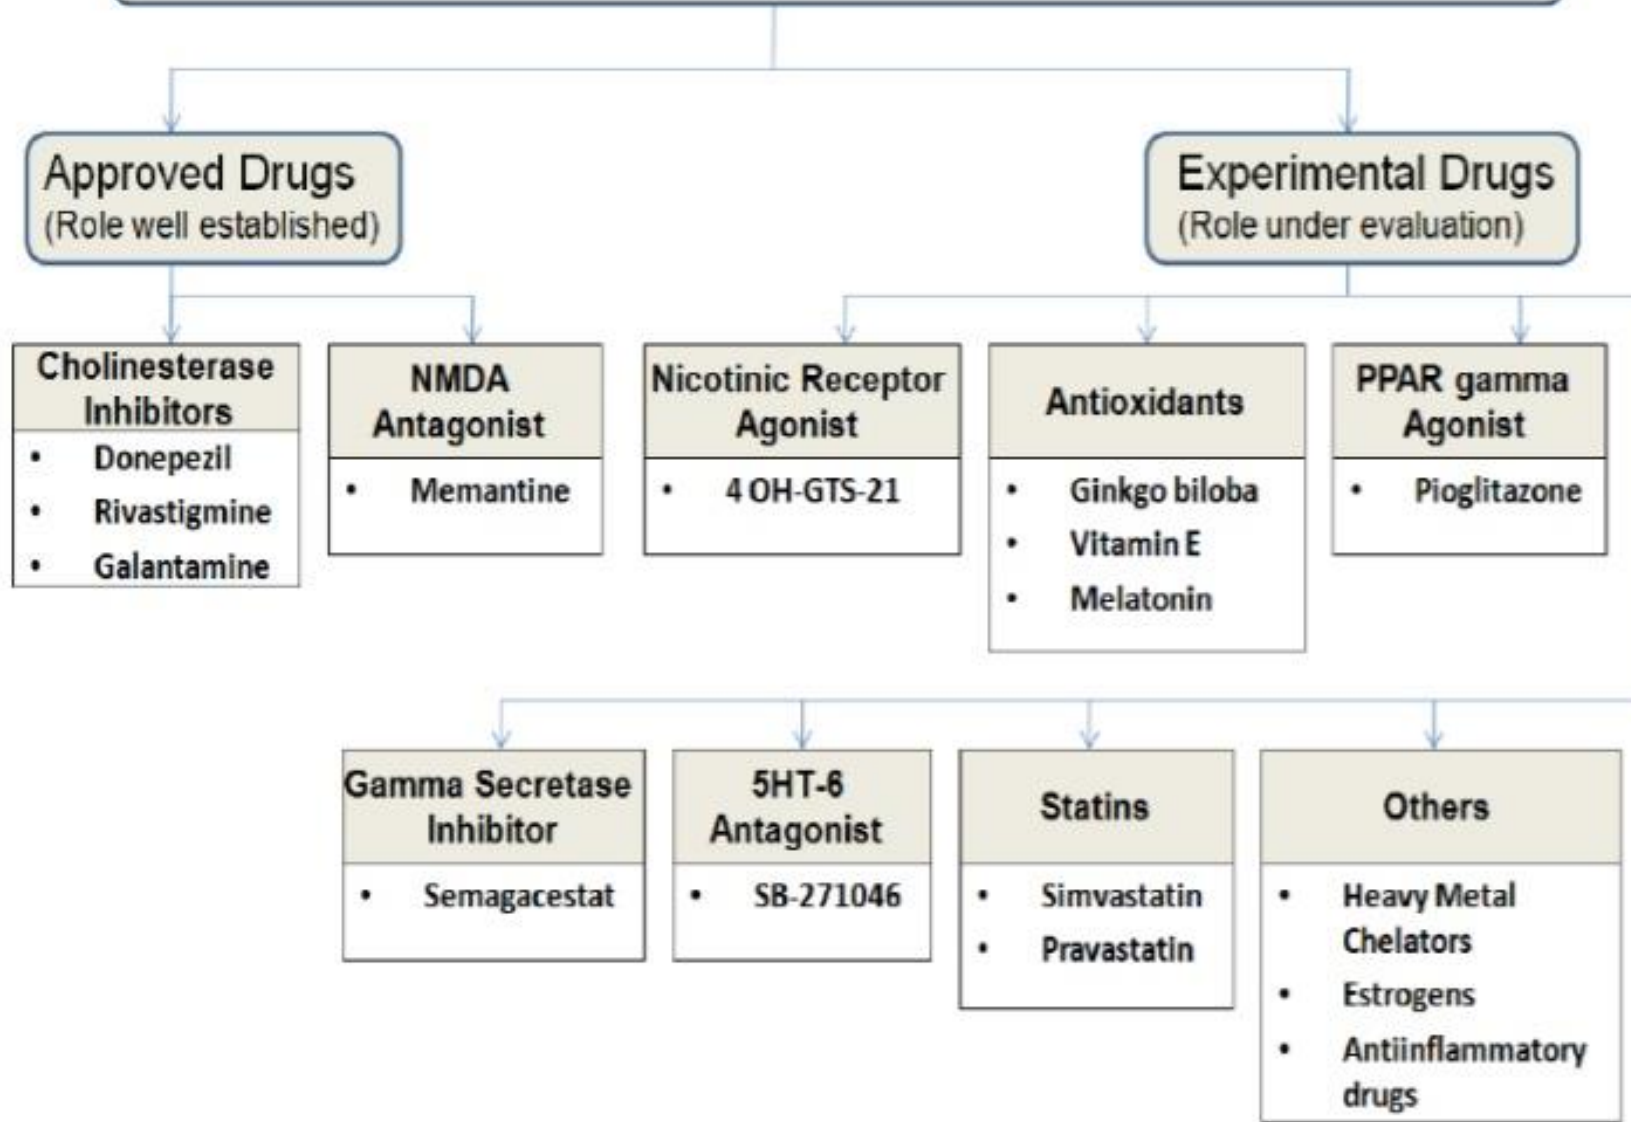 Approved Drugs
(Role well established)
Experimental Drugs
(Role under evaluation)
Cholinesterase
Inhibitors
• Donepezil
• Rivastigmine
• Galantamine
NMDA
Antagonist
• Memantine
Nicotinic Receptor
Agonist
• 4 OH-GTS-21
Antioxidants
• Ginkgo biloba
• Vitamin E
• Melatonin
PPAR gamma
Agonist
• Pioglitazone
Gamma Secretase
Inhibitor
• Semagacestat
5HT-6
Antagonist
• SB-271046
Statins
• Simvastatin
• Pravastatin
Others
• Heavy Metal
Chelators
• Estrogens
• Antiinflammatory
drugs